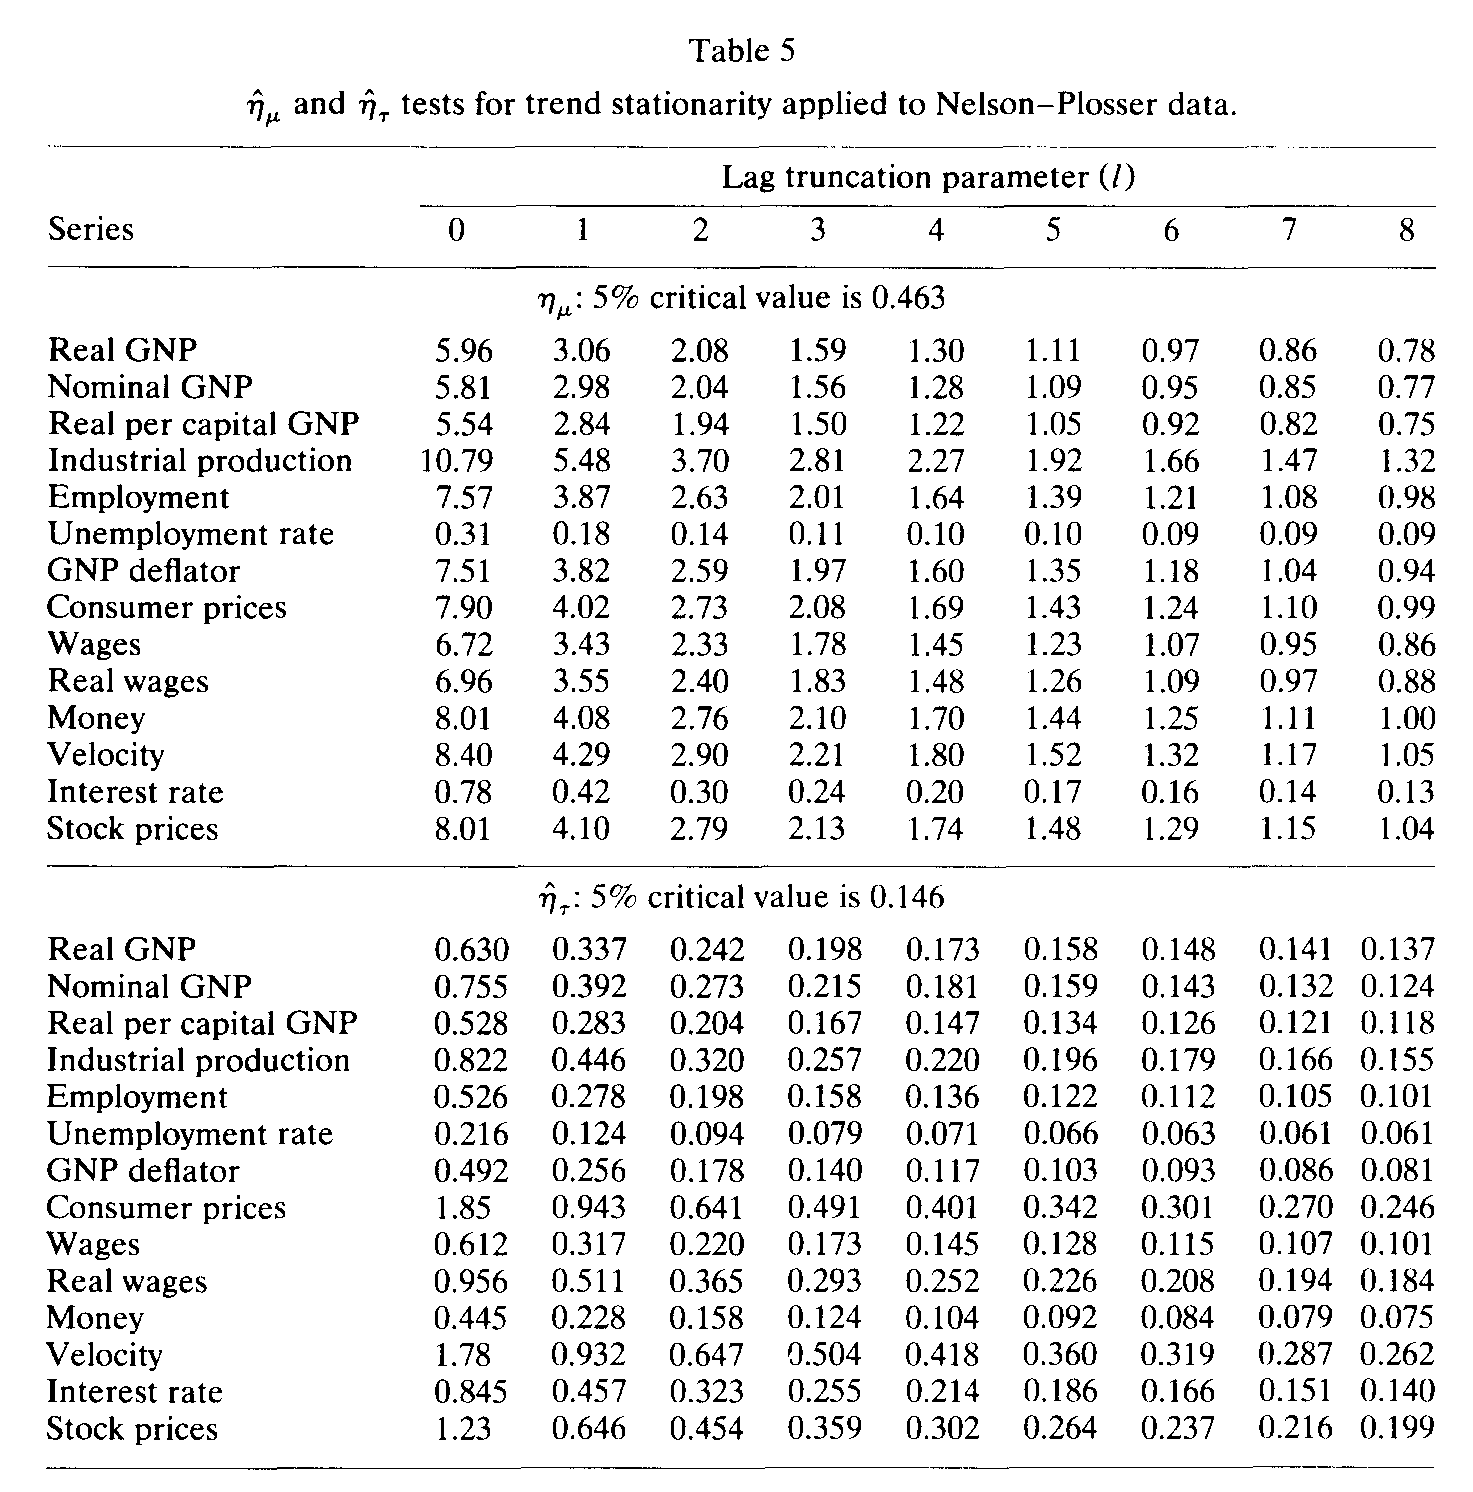 Table 5
η̂μ and η̂τ tests for trend stationarity applied to Nelson–Plosser data.
Lag truncation parameter (l)
Series 0 1 2 3 4 5 6 7 8
ημ: 5% critical value is 0.463
Real GNP 5.96 3.06 2.08 1.59 1.30 1.11 0.97 0.86 0.78
Nominal GNP 5.81 2.98 2.04 1.56 1.28 1.09 0.95 0.85 0.77
Real per capital GNP 5.54 2.84 1.94 1.50 1.22 1.05 0.92 0.82 0.75
Industrial production 10.79 5.48 3.70 2.81 2.27 1.92 1.66 1.47 1.32
Employment 7.57 3.87 2.63 2.01 1.64 1.39 1.21 1.08 0.98
Unemployment rate 0.31 0.18 0.14 0.11 0.10 0.10 0.09 0.09 0.09
GNP deflator 7.51 3.82 2.59 1.97 1.60 1.35 1.18 1.04 0.94
Consumer prices 7.90 4.02 2.73 2.08 1.69 1.43 1.24 1.10 0.99
Wages 6.72 3.43 2.33 1.78 1.45 1.23 1.07 0.95 0.86
Real wages 6.96 3.55 2.40 1.83 1.48 1.26 1.09 0.97 0.88
Money 8.01 4.08 2.76 2.10 1.70 1.44 1.25 1.11 1.00
Velocity 8.40 4.29 2.90 2.21 1.80 1.52 1.32 1.17 1.05
Interest rate 0.78 0.42 0.30 0.24 0.20 0.17 0.16 0.14 0.13
Stock prices 8.01 4.10 2.79 2.13 1.74 1.48 1.29 1.15 1.04
η̂τ: 5% critical value is 0.146
Real GNP 0.630 0.337 0.242 0.198 0.173 0.158 0.148 0.141 0.137
Nominal GNP 0.755 0.392 0.273 0.215 0.181 0.159 0.143 0.132 0.124
Real per capital GNP 0.528 0.283 0.204 0.167 0.147 0.134 0.126 0.121 0.118
Industrial production 0.822 0.446 0.320 0.257 0.220 0.196 0.179 0.166 0.155
Employment 0.526 0.278 0.198 0.158 0.136 0.122 0.112 0.105 0.101
Unemployment rate 0.216 0.124 0.094 0.079 0.071 0.066 0.063 0.061 0.061
GNP deflator 0.492 0.256 0.178 0.140 0.117 0.103 0.093 0.086 0.081
Consumer prices 1.85 0.943 0.641 0.491 0.401 0.342 0.301 0.270 0.246
Wages 0.612 0.317 0.220 0.173 0.145 0.128 0.115 0.107 0.101
Real wages 0.956 0.511 0.365 0.293 0.252 0.226 0.208 0.194 0.184
Money 0.445 0.228 0.158 0.124 0.104 0.092 0.084 0.079 0.075
Velocity 1.78 0.932 0.647 0.504 0.418 0.360 0.319 0.287 0.262
Interest rate 0.845 0.457 0.323 0.255 0.214 0.186 0.166 0.151 0.140
Stock prices 1.23 0.646 0.454 0.359 0.302 0.264 0.237 0.216 0.199